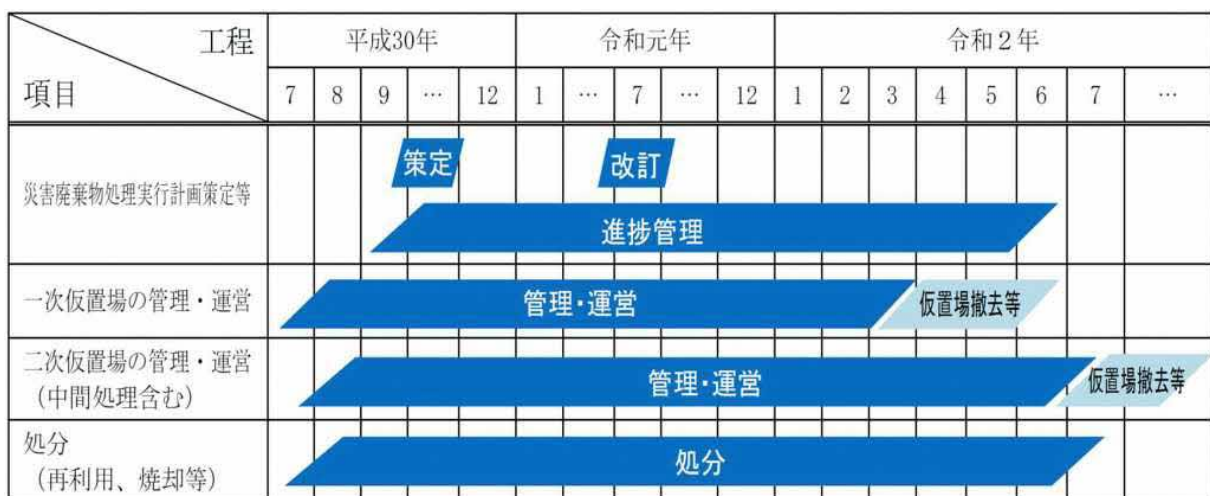 工程
項目
平成30年 令和元年 令和２年
7 8 9 … 12 1 … 7 … 12 1 2 3 4 5 6 7 …
災害廃棄物処理実行計画策定等
策定 改訂
進捗管理
一次仮置場の管理・運営
管理・運営 仮置場撤去等
二次仮置場の管理・運営
（中間処理含む）
管理・運営 仮置場撤去等
処分
（再利用、焼却等）
処分